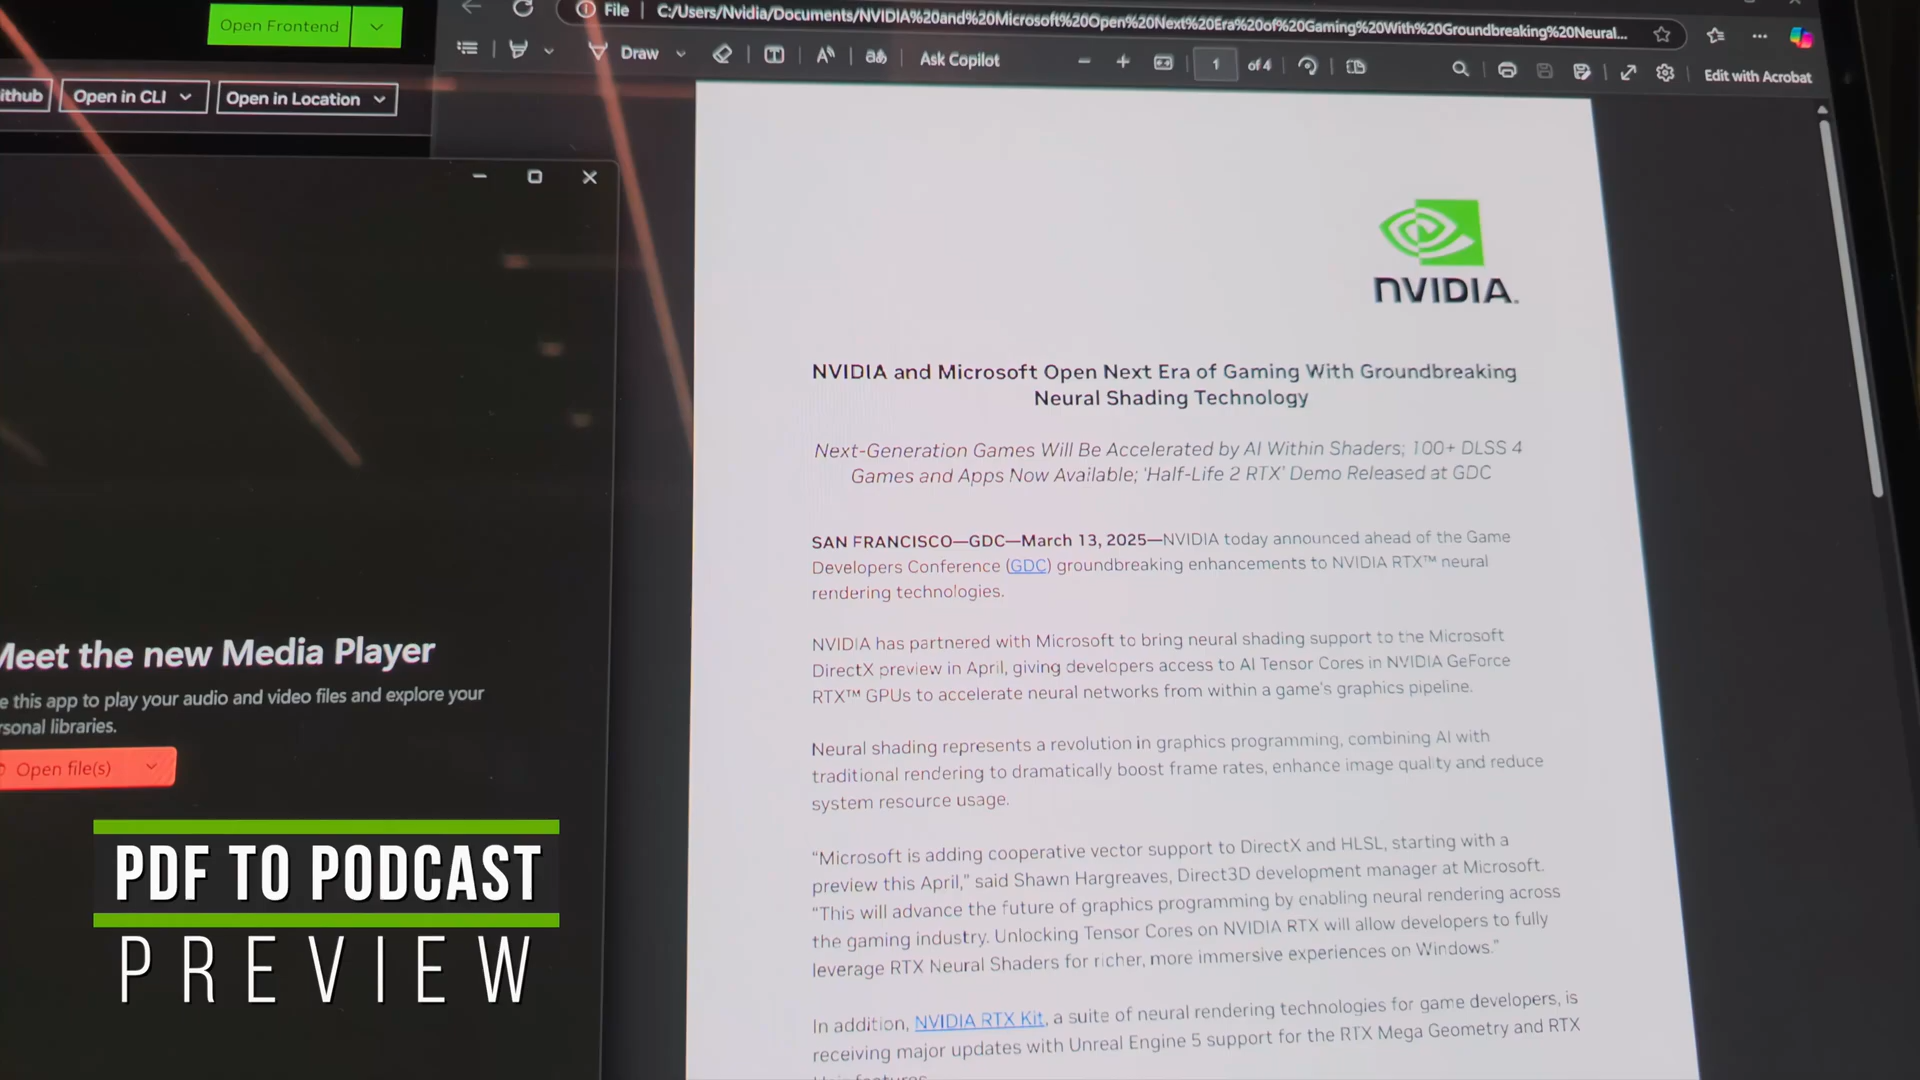 Open Frontend
File
C:/Users/Nvidia/Documents/NVIDIA%20and%20Microsoft%20Open%20Next%20Era%20of%20Gaming%20With%20Groundbreaking%20Neural...
Draw
Ask Copilot
1
of 4
Edit with Acrobat
ithub
Open in CLI
Open in Location
NVIDIA.
NVIDIA and Microsoft Open Next Era of Gaming With Groundbreaking
Neural Shading Technology
Next-Generation Games Will Be Accelerated by AI Within Shaders; 100+ DLSS 4
Games and Apps Now Available; 'Half-Life 2 RTX' Demo Released at GDC
SAN FRANCISCO—GDC—March 13, 2025—NVIDIA today announced ahead of the Game
Developers Conference (GDC) groundbreaking enhancements to NVIDIA RTX™ neural
rendering technologies.
NVIDIA has partnered with Microsoft to bring neural shading support to the Microsoft
DirectX preview in April, giving developers access to AI Tensor Cores in NVIDIA GeForce
RTX™ GPUs to accelerate neural networks from within a game's graphics pipeline.
Neural shading represents a revolution in graphics programming, combining AI with
traditional rendering to dramatically boost frame rates, enhance image quality and reduce
system resource usage.
"Microsoft is adding cooperative vector support to DirectX and HLSL, starting with a
preview this April," said Shawn Hargreaves, Direct3D development manager at Microsoft.
"This will advance the future of graphics programming by enabling neural rendering across
the gaming industry. Unlocking Tensor Cores on NVIDIA RTX will allow developers to fully
leverage RTX Neural Shaders for richer, more immersive experiences on Windows."
In addition, NVIDIA RTX Kit, a suite of neural rendering technologies for game developers, is
receiving major updates with Unreal Engine 5 support for the RTX Mega Geometry and RTX
Meet the new Media Player
e this app to play your audio and video files and explore your
rsonal libraries.
Open file(s)
PDF TO PODCAST
PREVIEW